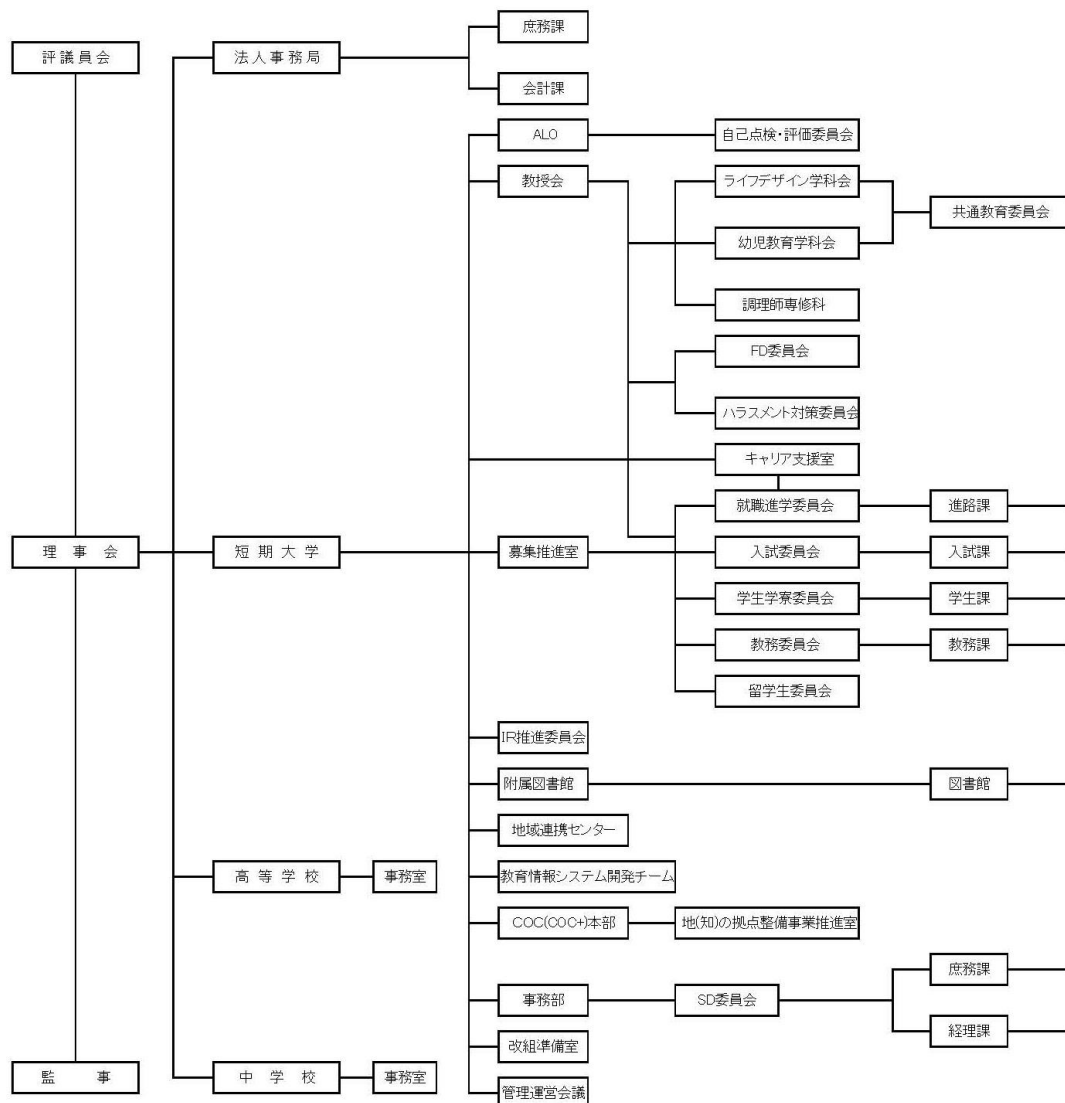 庶務課
評議員会
法人事務局
会計課
ALO
自己点検・評価委員会
教授会
ライフデザイン学科会
共通教育委員会
幼児教育学科会
調理師専修科
FD委員会
ハラスメント対策委員会
キャリア支援室
就職進学委員会
進路課
理事会
短期大学
募集推進室
入試委員会
入試課
学生学寮委員会
学生課
教務委員会
教務課
留学生委員会
IR推進委員会
附属図書館
図書館
地域連携センター
高等学校
事務室
教育情報システム開発チーム
COC(COC+)本部
地(知)の拠点整備事業推進室
庶務課
事務部
SD委員会
経理課
改組準備室
監事
中学校
事務室
管理運営会議